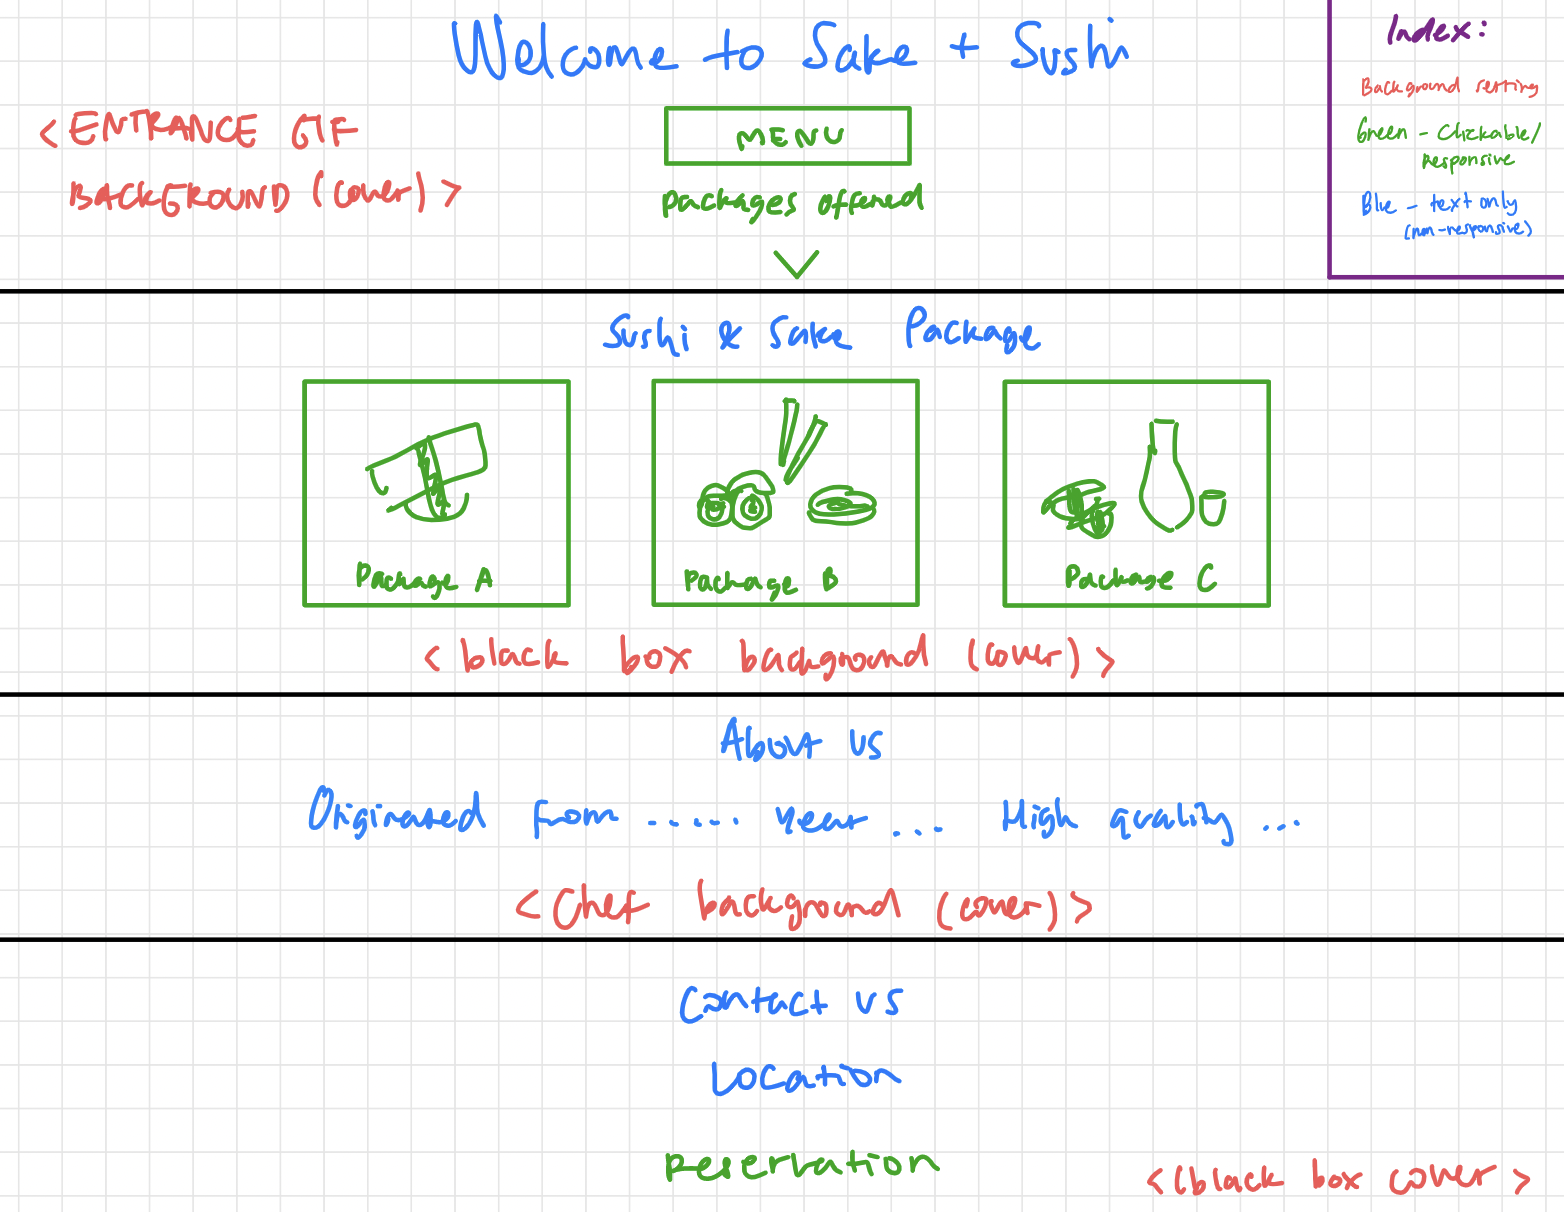 Welcome to Sake + Sushi
Index:
Background setting
Green - Clickable/
Responsive
Blue - text only
(non-responsive)
<ENTRANCE GIF
BACKGROUND (cover)>
MENU
packages offered
Sushi & Sake Package
Package A
Package B
Package C
<black box background (cover)>
About us
Originated from ...... year ... High quality ...
<Chef background (cover)>
Contact us
Location
Reservation
<(black box cover>